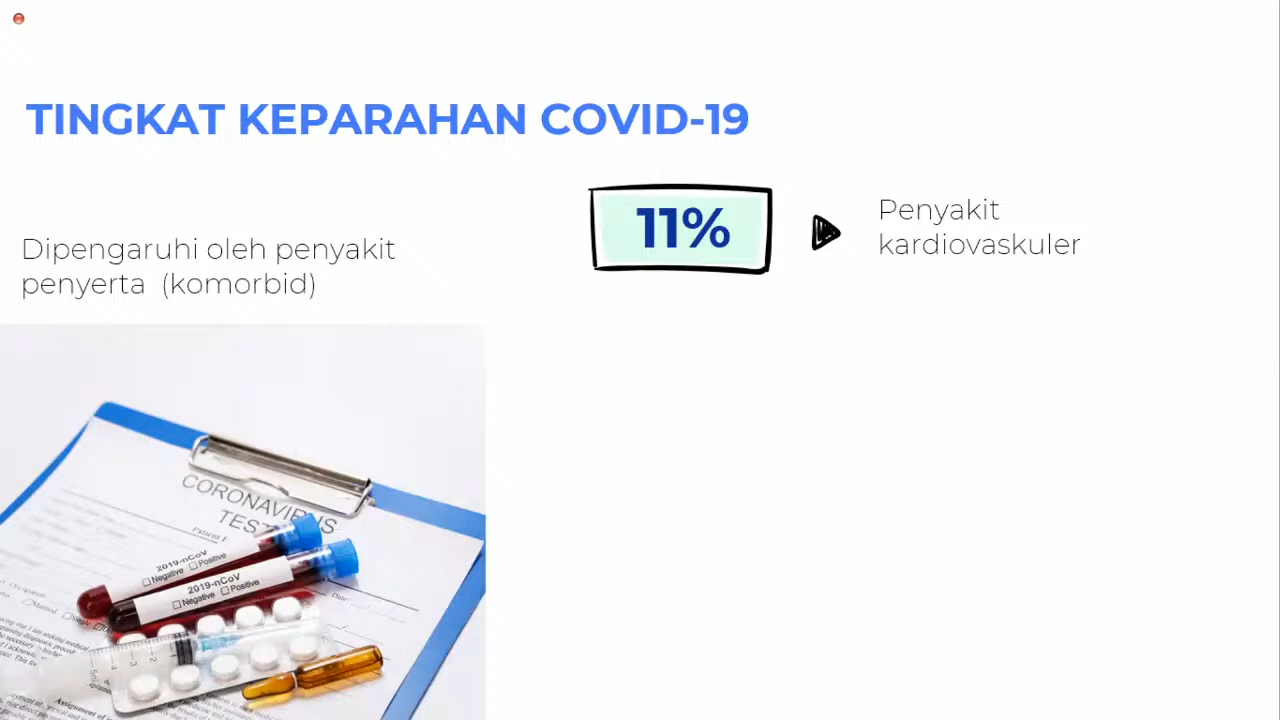 TINGKAT KEPARAHAN COVID-19
11%
Penyakit
kardiovaskuler
Dipengaruhi oleh penyakit
penyerta (komorbid)
CORONAVIRUS
TEST
2019-nCoV
Negative Positive
2019-nCoV
Negative Positive
Date